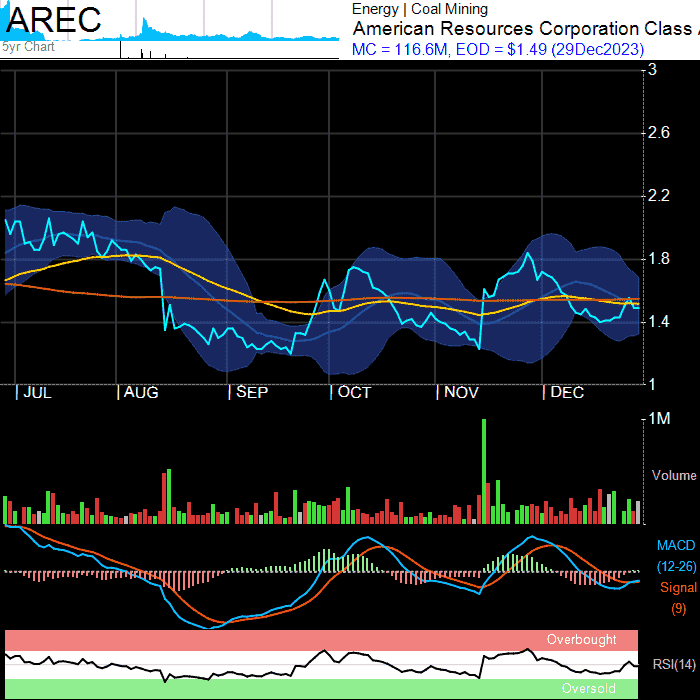 AREC
5yr Chart
Energy | Coal Mining
American Resources Corporation Class
MC = 116.6M, EOD = $1.49 (29Dec2023)
3
2.6
2.2
1.8
1.4
1
JUL AUG SEP OCT NOV DEC
1M
Volume
MACD
(12-26)
Signal
(9)
Overbought
RSI(14)
Oversold